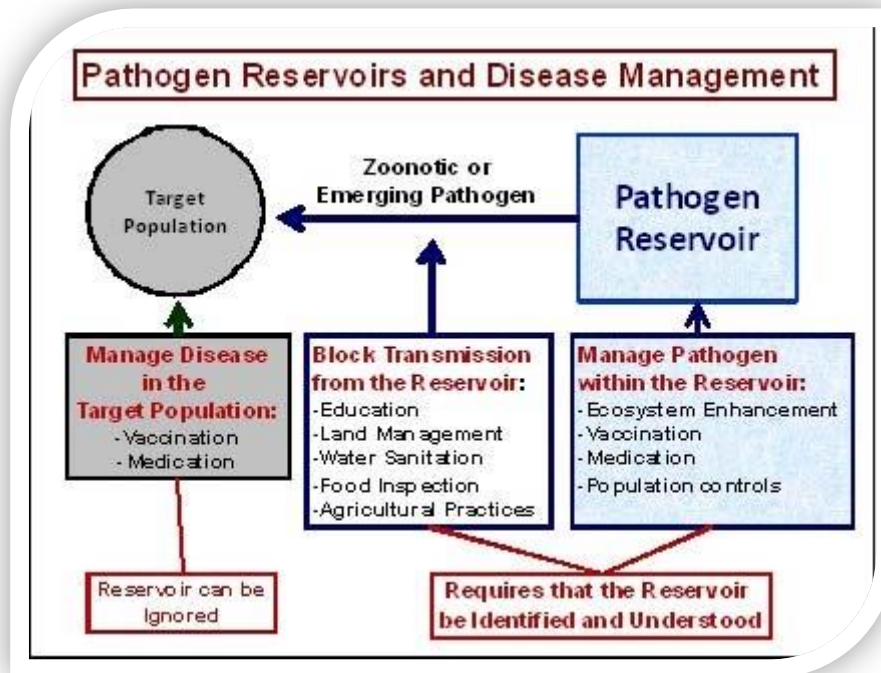 Pathogen Reservoirs and Disease Management
Target
Population
Zoonotic or
Emerging Pathogen
Pathogen
Reservoir
Manage Disease
in the
Target Population:
-Vaccination
-Medication
Block Transmission
from the Reservoir:
-Education
-Land Management
-Water Sanitation
-Food Inspection
-Agricultural Practices
Manage Pathogen
within the Reservoir:
-Ecosystem Enhancement
-Vaccination
-Medication
-Population controls
Reservoir can be
Ignored
Requires that the Reservoir
be Identified and Understood